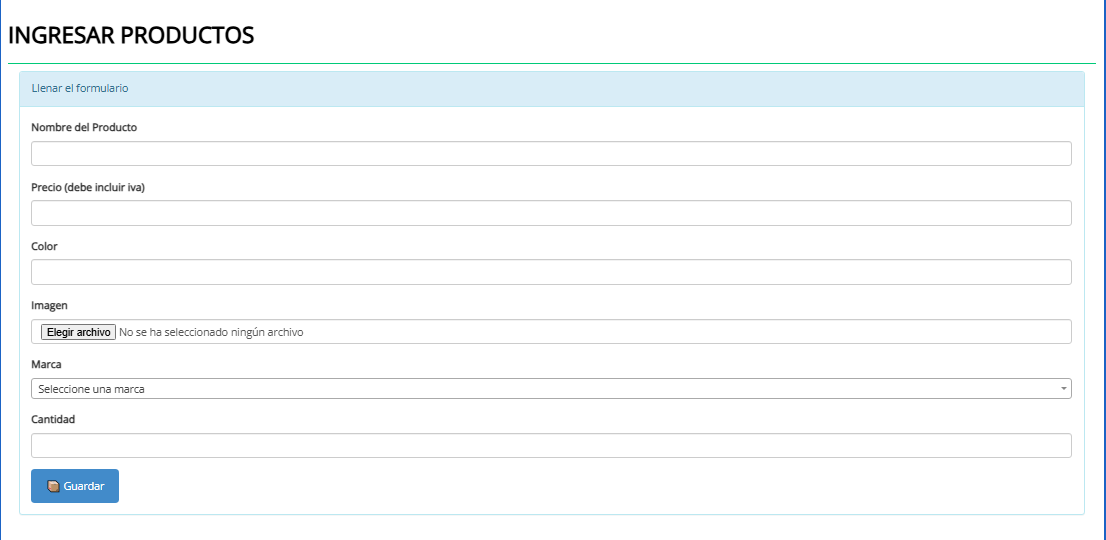 INGRESAR PRODUCTOS
Llenar el formulario
Nombre del Producto
Precio (debe incluir iva)
Color
Imagen
Elegir archivo No se ha seleccionado ningún archivo
Marca
Seleccione una marca
Cantidad
Guardar